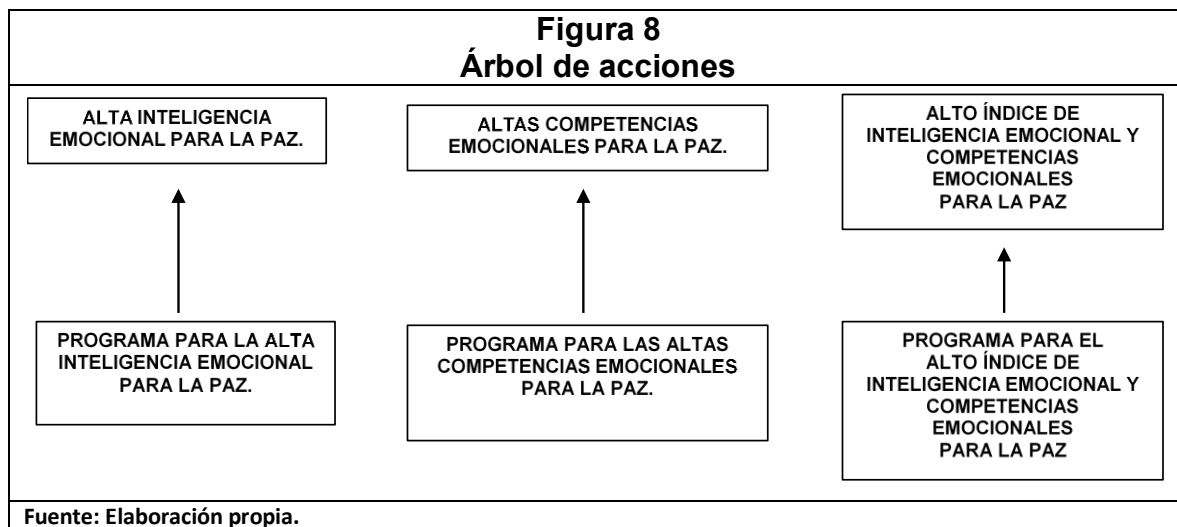 Figura 8
Árbol de acciones
ALTA INTELIGENCIA
EMOCIONAL PARA LA PAZ.
ALTAS COMPETENCIAS
EMOCIONALES PARA LA PAZ.
ALTO ÍNDICE DE
INTELIGENCIA EMOCIONAL Y
COMPETENCIAS
EMOCIONALES
PARA LA PAZ
PROGRAMA PARA LA ALTA
INTELIGENCIA EMOCIONAL
PARA LA PAZ.
PROGRAMA PARA LAS ALTAS
COMPETENCIAS EMOCIONALES
PARA LA PAZ.
PROGRAMA PARA EL
ALTO ÍNDICE DE
INTELIGENCIA EMOCIONAL Y
COMPETENCIAS
EMOCIONALES
PARA LA PAZ
Fuente: Elaboración propia.